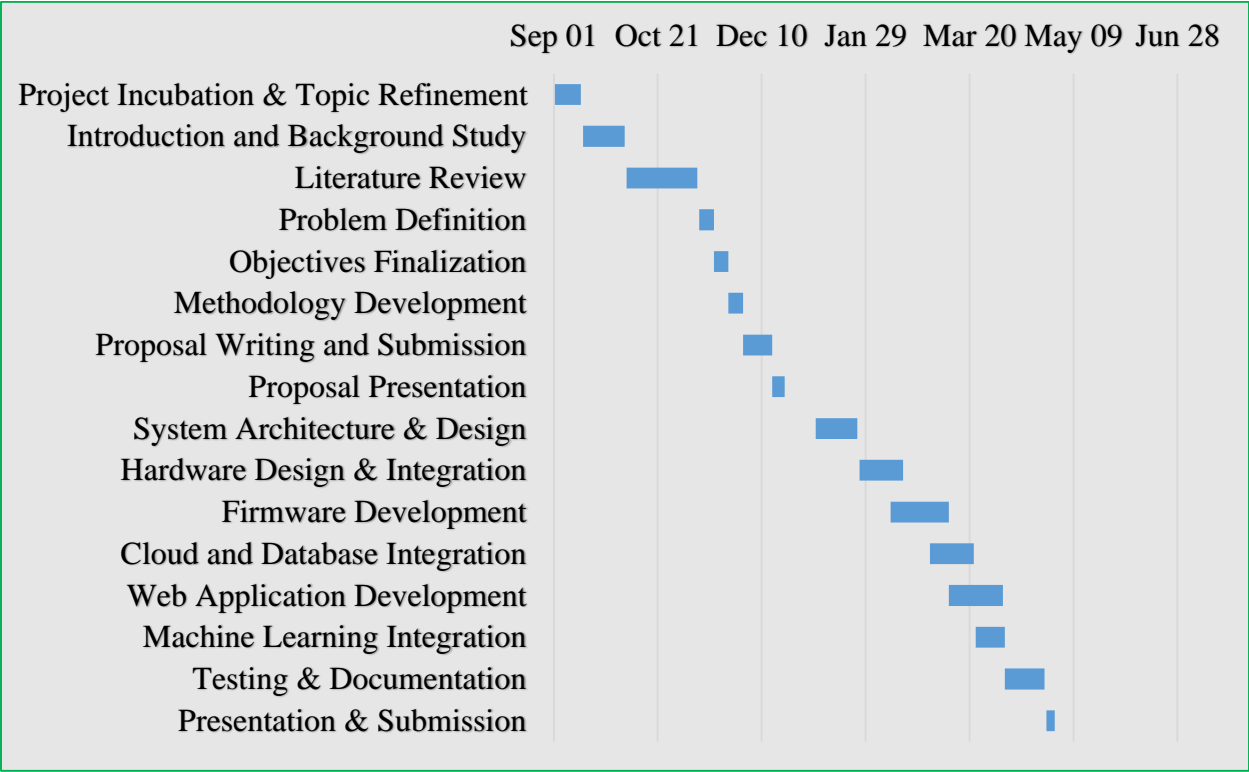 Sep 01 Oct 21 Dec 10 Jan 29 Mar 20 May 09 Jun 28
Project Incubation & Topic Refinement
Introduction and Background Study
Literature Review
Problem Definition
Objectives Finalization
Methodology Development
Proposal Writing and Submission
Proposal Presentation
System Architecture & Design
Hardware Design & Integration
Firmware Development
Cloud and Database Integration
Web Application Development
Machine Learning Integration
Testing & Documentation
Presentation & Submission